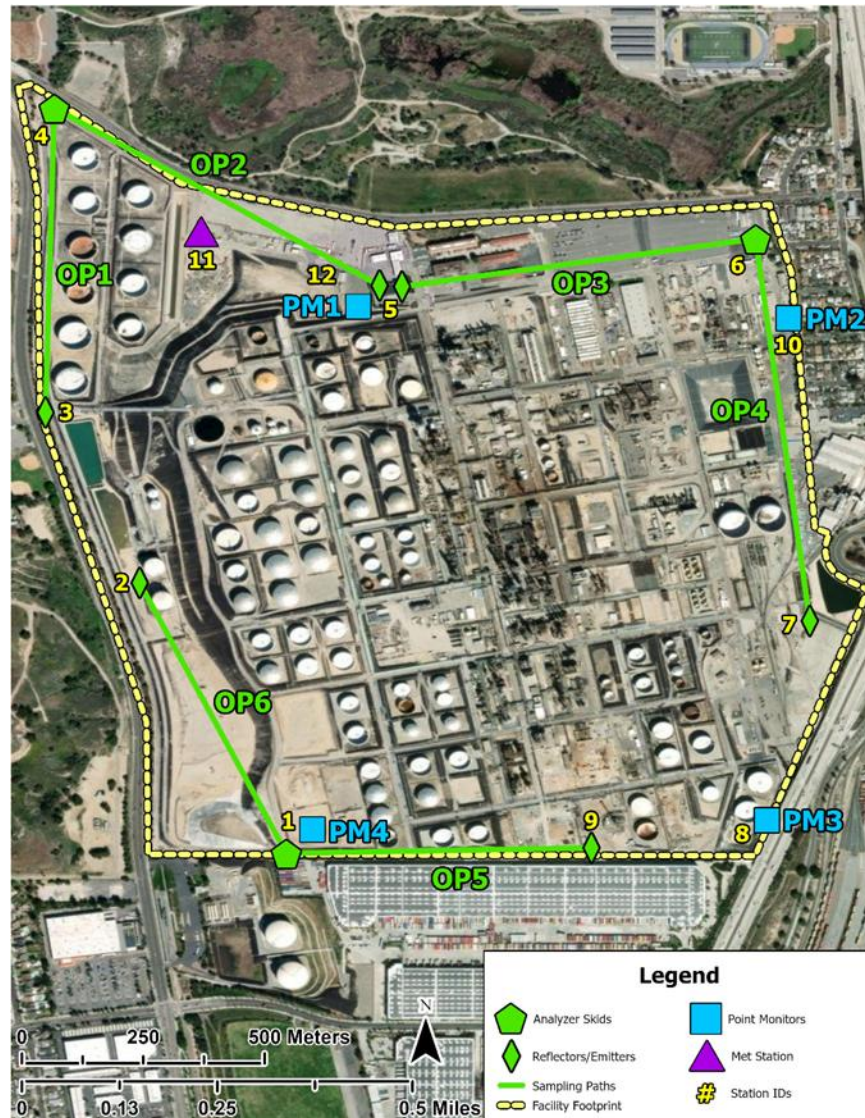 4
OP2
OP1
11
12
5
PM1
OP3
6
PM2
10
3
OP4
2
7
OP6
1
PM4
9
8
PM3
OP5
N
0
250
500 Meters
0
0.13
0.25
0.5 Miles
Legend
Analyzer Skids
Reflectors/Emitters
Sampling Paths
Facility Footprint
Point Monitors
Met Station
#
Station IDs